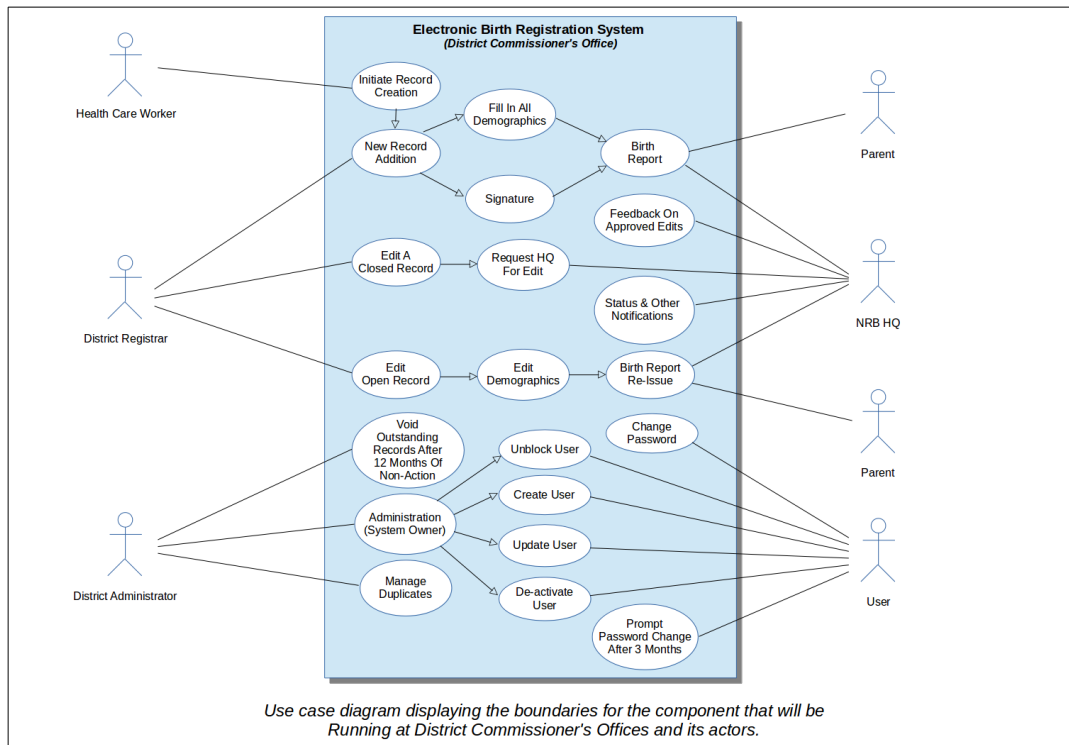 Electronic Birth Registration System
(District Commissioner's Office)
Health Care Worker
Initiate Record
Creation
Fill In All
Demographics
New Record
Addition
Birth
Report
Signature
Parent
Feedback On
Approved Edits
Edit A
Closed Record
Request HQ
For Edit
Status & Other
Notifications
District Registrar
NRB HQ
Edit
Open Record
Edit
Demographics
Birth Report
Re-Issue
Void
Outstanding
Records After
12 Months Of
Non-Action
Change
Password
Unblock User
Parent
Create User
Administration
(System Owner)
Update User
Manage
Duplicates
De-activate
User
District Administrator
User
Prompt
Password Change
After 3 Months
Use case diagram displaying the boundaries for the component that will be
Running at District Commissioner's Offices and its actors.